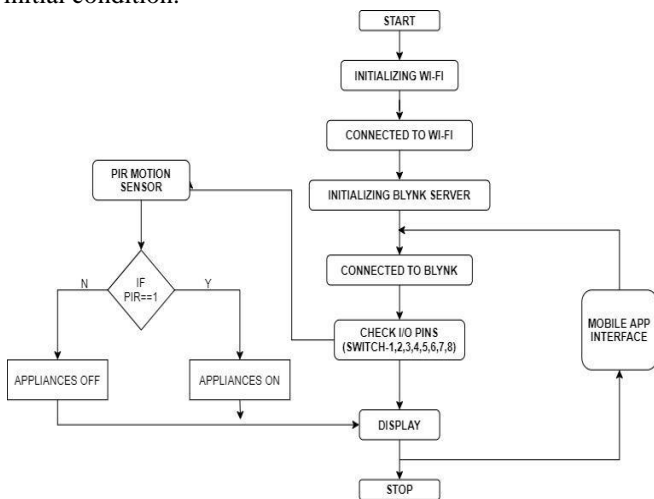 initial condition.
START
INITIALIZING WI-FI
CONNECTED TO WI-FI
PIR MOTION
SENSOR
INITIALIZING BLYNK SERVER
CONNECTED TO BLYNK
N
IF
PIR==1
Y
CHECK I/O PINS
(SWITCH-1,2,3,4,5,6,7,8)
MOBILE APP
INTERFACE
APPLIANCES OFF
APPLIANCES ON
DISPLAY
STOP